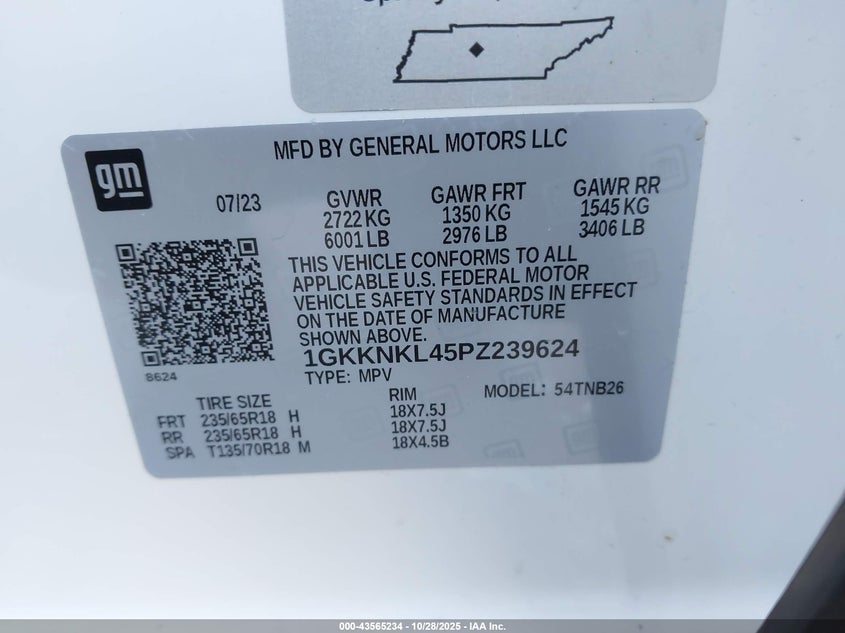 MFD BY GENERAL MOTORS LLC
gm
07/23
GVWR
2722 KG
6001 LB
GAWR FRT
1350 KG
2976 LB
GAWR RR
1545 KG
3406 LB
THIS VEHICLE CONFORMS TO ALL
APPLICABLE U.S. FEDERAL MOTOR
VEHICLE SAFETY STANDARDS IN EFFECT
ON THE DATE OF MANUFACTURE
SHOWN ABOVE.
1GKKNKL45PZ239624
8624
TYPE: MPV
MODEL: 54TNB26
TIRE SIZE
RIM
FRT 235/65R18 H 18X7.5J
RR 235/65R18 H 18X7.5J
SPA T135/70R18 M 18X4.5B
000-43565234 | 10/28/2025 - IAA Inc.